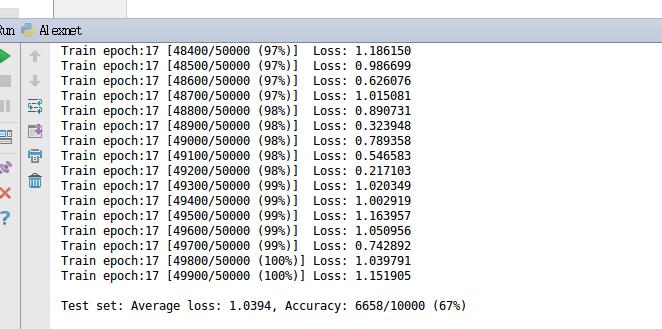 Run Alexnet
Train epoch:17 [48400/50000 (97%)] Loss: 1.186150
Train epoch:17 [48500/50000 (97%)] Loss: 0.986699
Train epoch:17 [48600/50000 (97%)] Loss: 0.626076
Train epoch:17 [48700/50000 (97%)] Loss: 1.015081
Train epoch:17 [48800/50000 (98%)] Loss: 0.890731
Train epoch:17 [48900/50000 (98%)] Loss: 0.323948
Train epoch:17 [49000/50000 (98%)] Loss: 0.789358
Train epoch:17 [49100/50000 (98%)] Loss: 0.546583
Train epoch:17 [49200/50000 (98%)] Loss: 0.217103
Train epoch:17 [49300/50000 (99%)] Loss: 1.020349
Train epoch:17 [49400/50000 (99%)] Loss: 1.002919
Train epoch:17 [49500/50000 (99%)] Loss: 1.163957
Train epoch:17 [49600/50000 (99%)] Loss: 1.050956
Train epoch:17 [49700/50000 (99%)] Loss: 0.742892
Train epoch:17 [49800/50000 (100%)] Loss: 1.039791
Train epoch:17 [49900/50000 (100%)] Loss: 1.151905
Test set: Average loss: 1.0394, Accuracy: 6658/10000 (67%)